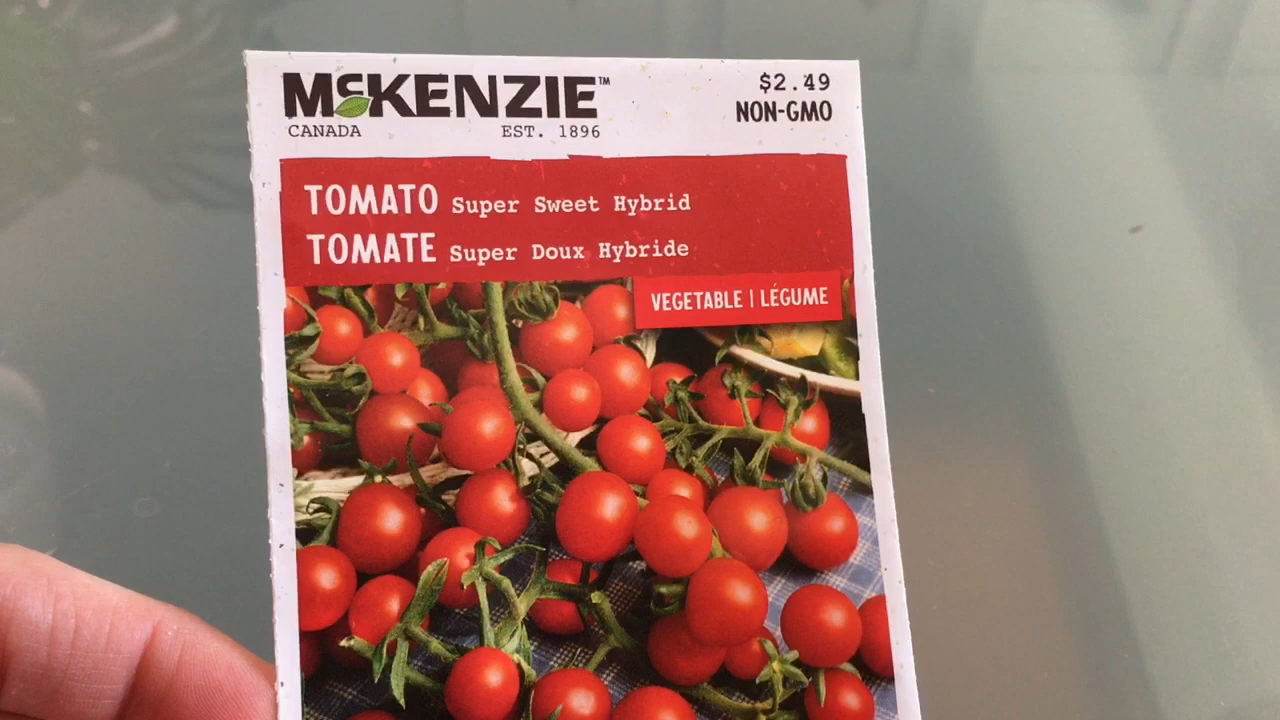 McKENZIE™
CANADA EST. 1896
$2.49
NON-GMO
TOMATO Super Sweet Hybrid
TOMATE Super Doux Hybride
VEGETABLE | LÉGUME